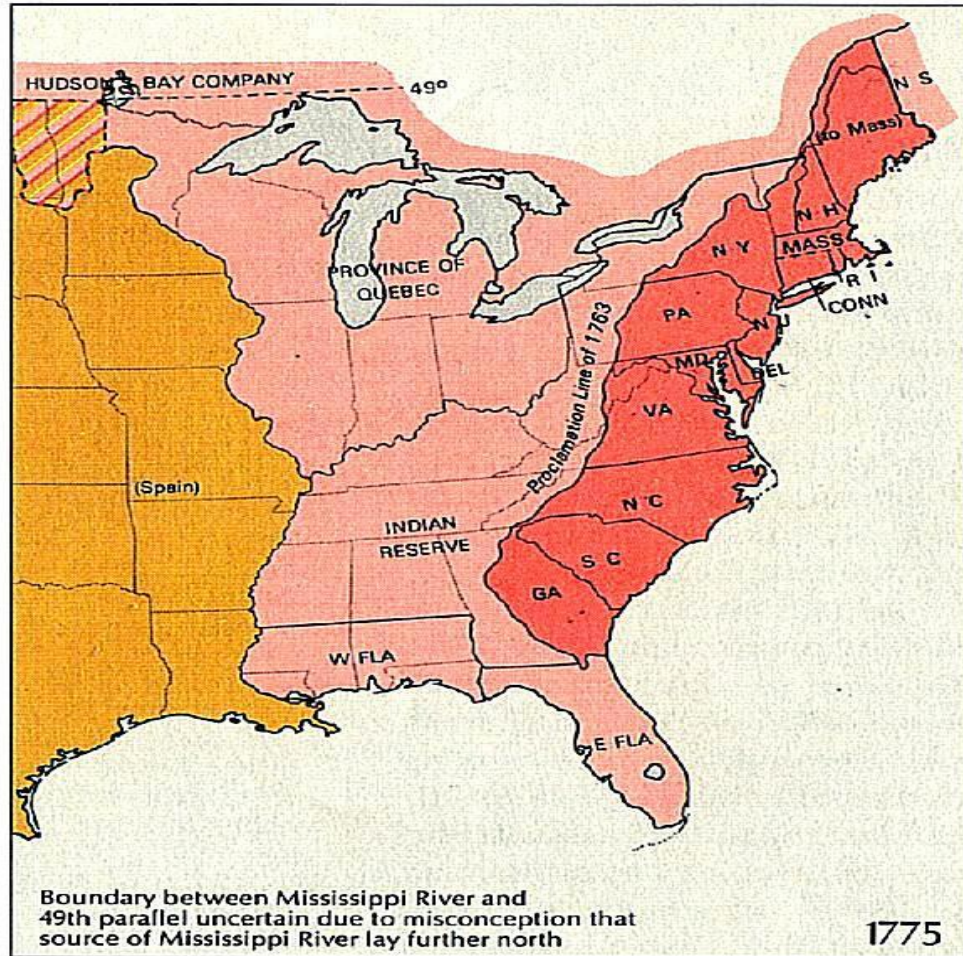 HUDSON'S BAY COMPANY
49º
N S
(to Mass)
N H
N Y
MASS
R I
CONN
PROVINCE OF
QUEBEC
PA
N J
MD
DEL
VA
Proclamation Line of 1763
(Spain)
N C
INDIAN
RESERVE
S C
GA
W FLA
E FLA
Boundary between Mississippi River and
49th parallel uncertain due to misconception that
source of Mississippi River lay further north
1775